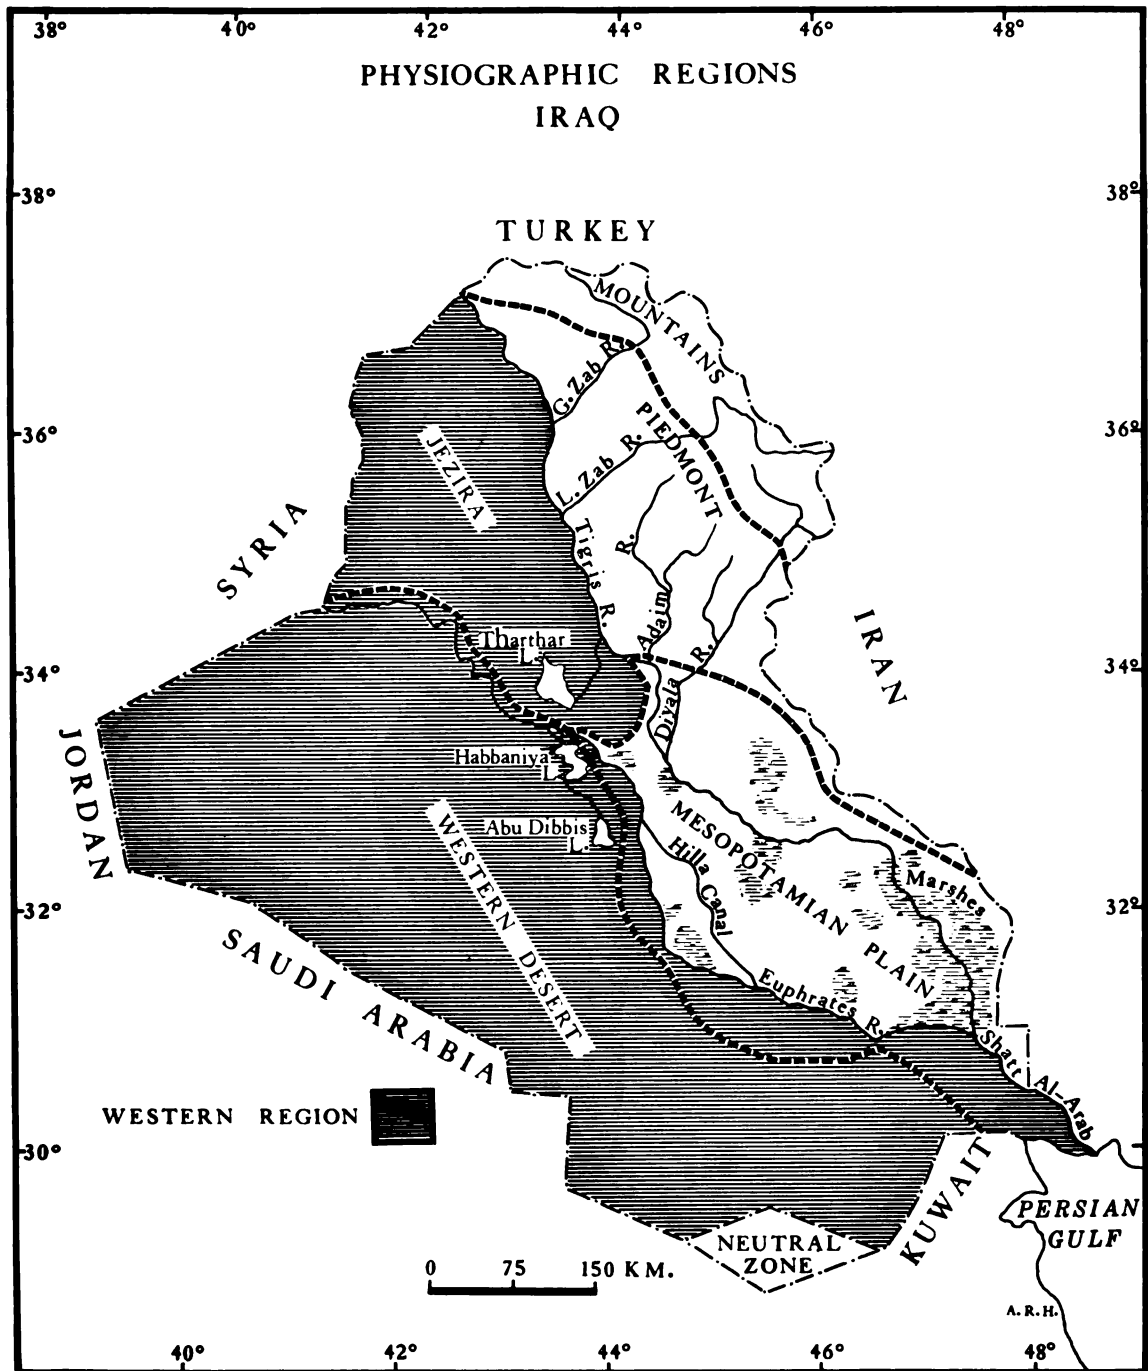 38° 40° 42° 44° 46° 48°
PHYSIOGRAPHIC REGIONS
IRAQ
38° 38°
TURKEY
MOUNTAINS
G. Zab R.
PIEDMONT
36° 36°
JEZIRA
L. Zab R.
SYRIA
Tigris R.
R.
Adaim
IRAN
Tharthar
L.
34° 34°
R.
Diyala
JORDAN
Habbaniya
L.
Abu Dibbis
L.
MESOPOTAMIAN PLAIN
Hilla Canal
Marshes
32° 32°
WESTERN DESERT
SAUDI ARABIA
Euphrates R.
Shatt Al-Arab
WESTERN REGION
30°
KUWAIT
PERSIAN
GULF
NEUTRAL
ZONE
0 75 150 KM.
A.R.H.
40° 42° 44° 46° 48°